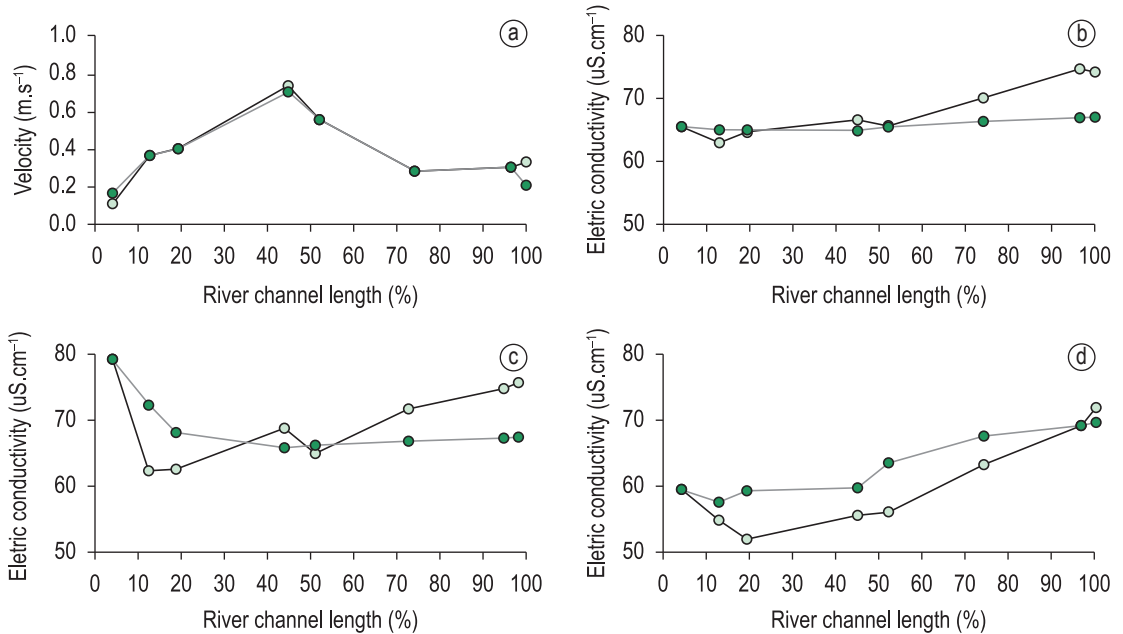 a
Velocity (m.s⁻¹)
1.0
0.8
0.6
0.4
0.2
0.0
0 10 20 30 40 50 60 70 80 90 100
River channel length (%)
b
Eletric conductivity (uS.cm⁻¹)
80
70
60
50
0 10 20 30 40 50 60 70 80 90 100
River channel length (%)
c
Eletric conductivity (uS.cm⁻¹)
80
70
60
50
0 10 20 30 40 50 60 70 80 90 100
River channel length (%)
d
Eletric conductivity (uS.cm⁻¹)
80
70
60
50
0 10 20 30 40 50 60 70 80 90 100
River channel length (%)